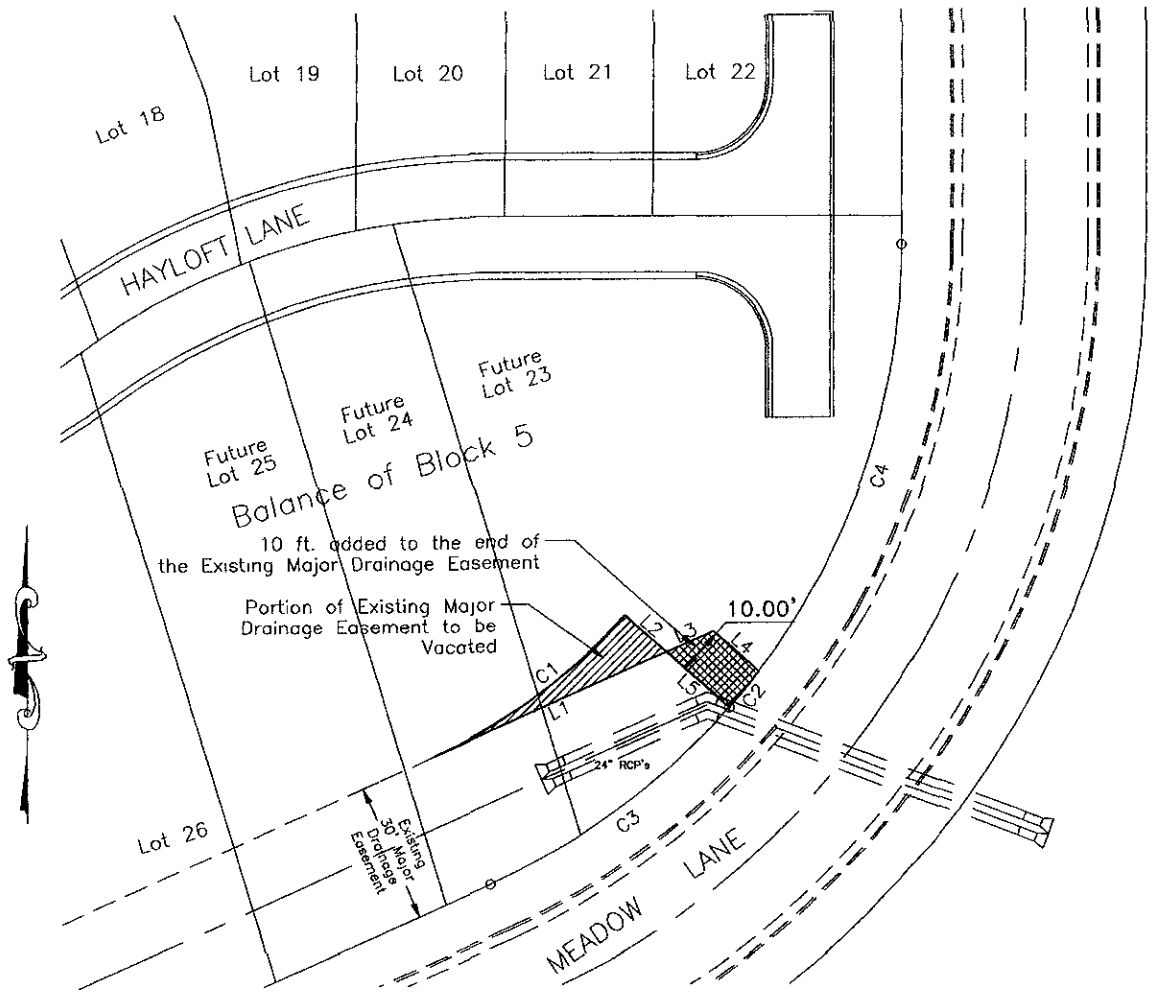 Lot 18
Lot 19
Lot 20
Lot 21
Lot 22
HAYLOFT LANE
Future
Lot 23
Future
Lot 24
Future
Lot 25
Balance of Block 5
C4
10 ft. added to the end of
the Existing Major Drainage Easement
Portion of Existing Major
Drainage Easement to be
Vacated
10.00'
L2
3
L4
C1
L1
L5
C2
24" RCP's
C3
Lot 26
Existing
30' Major
Drainage
Easement
MEADOW LANE